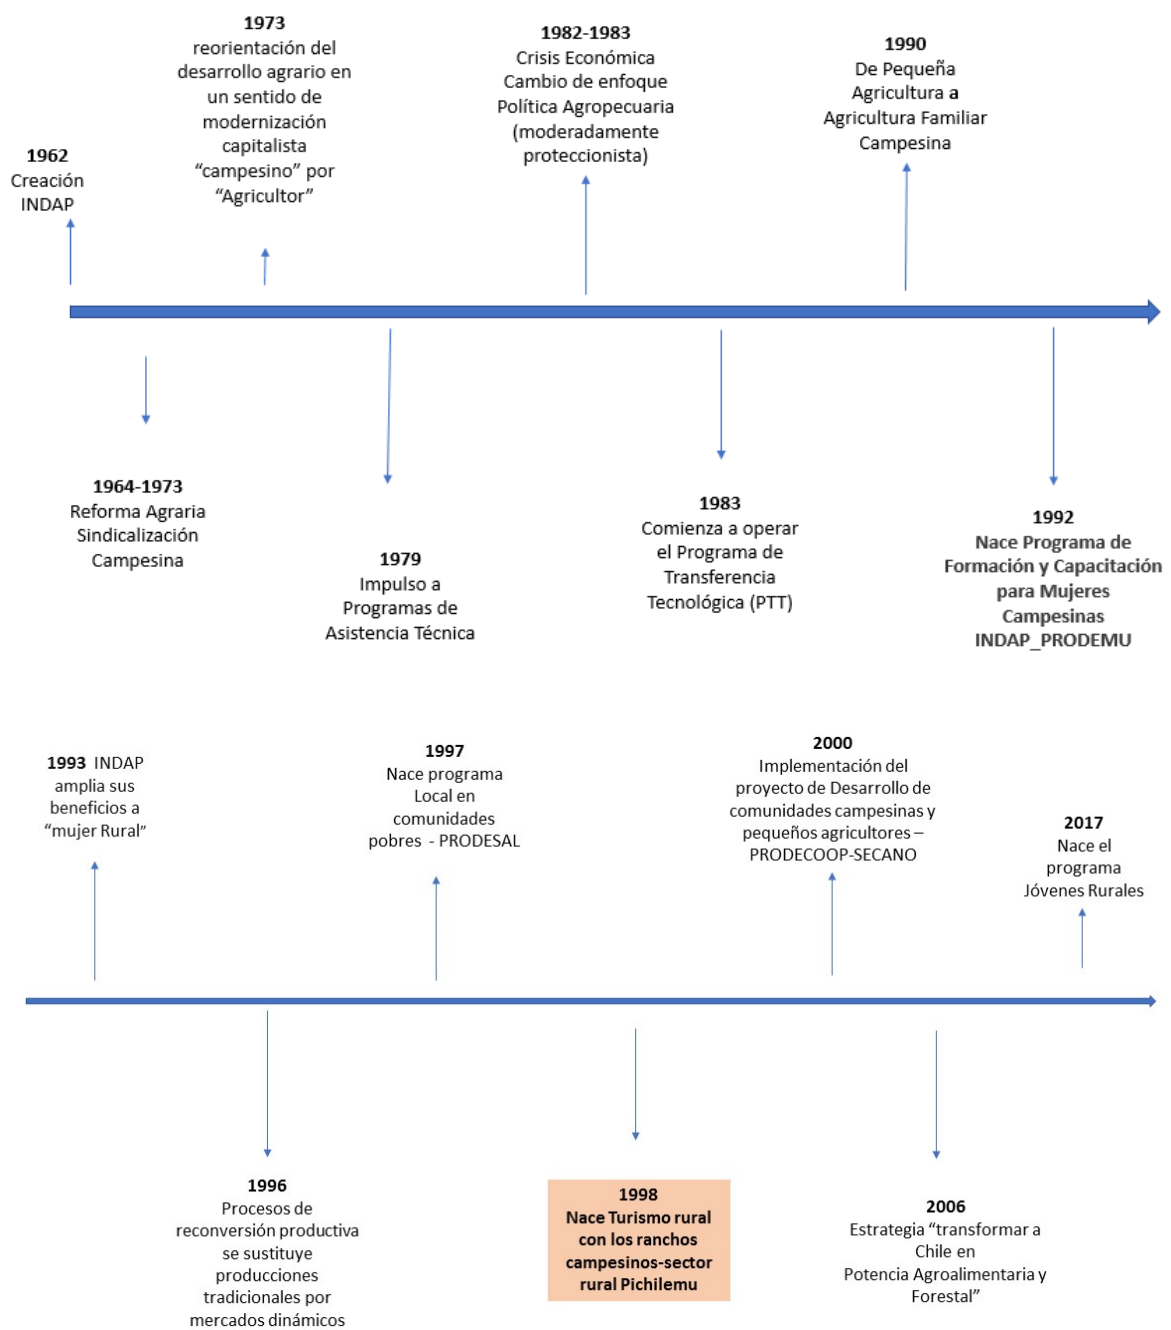 1962
Creación
INDAP
1973
reorientación del
desarrollo agrario en
un sentido de
modernización
capitalista
“campesino” por
“Agricultor”
1982-1983
Crisis Económica
Cambio de enfoque
Política Agropecuaria
(moderadamente
proteccionista)
1990
De Pequeña
Agricultura a
Agricultura Familiar
Campesina
1964-1973
Reforma Agraria
Sindicalización
Campesina
1979
Impulso a
Programas de
Asistencia Técnica
1983
Comienza a operar
el Programa de
Transferencia
Tecnológica (PTT)
1992
Nace Programa de
Formación y Capacitación
para Mujeres
Campesinas
INDAP_PRODEMU
1993 INDAP
amplia sus
beneficios a
“mujer Rural”
1997
Nace programa
Local en
comunidades
pobres - PRODESAL
2000
Implementación del
proyecto de Desarrollo de
comunidades campesinas y
pequeños agricultores –
PRODECOOP-SECANO
2017
Nace el
programa
Jóvenes Rurales
1996
Procesos de
reconversión productiva
se sustituye
producciones
tradicionales por
mercados dinámicos
1998
Nace Turismo rural
con los ranchos
campesinos-sector
rural Pichilemu
2006
Estrategia “transformar a
Chile en
Potencia Agroalimentaria y
Forestal”